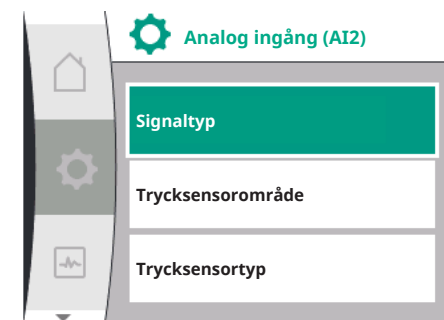 Analog ingång (AI2)
Signaltyp
Trycksensorområde
Trycksensortyp